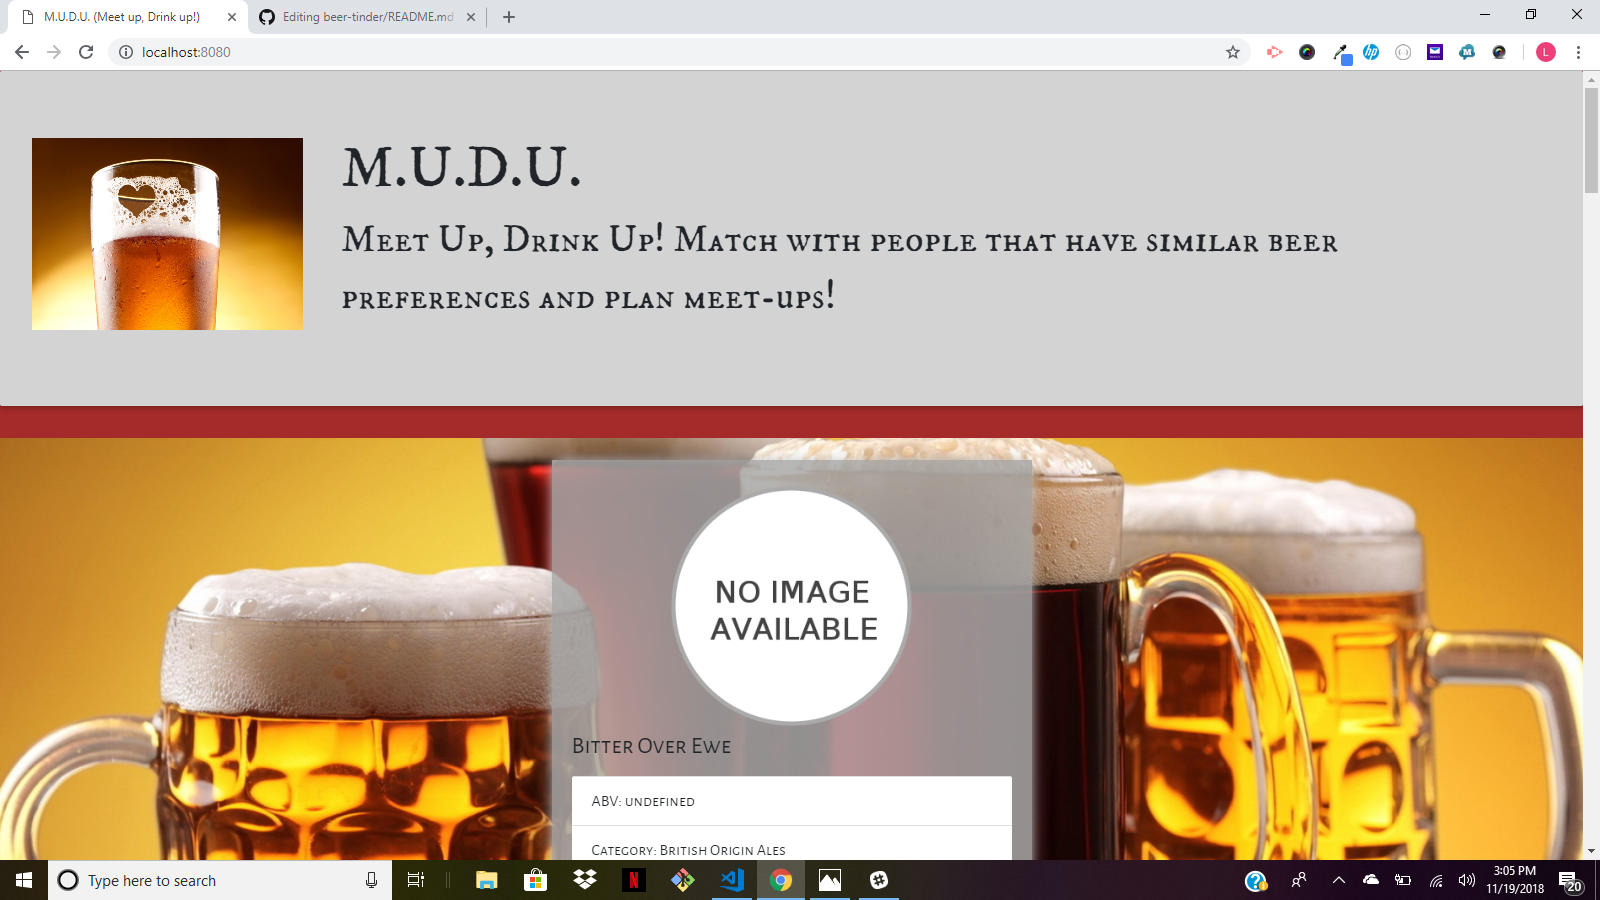 M.U.D.U. (Meet up, Drink up!)
Editing beer-tinder/README.md
localhost:8080
L
M.U.D.U.
Meet Up, Drink Up! Match with people that have similar beer
preferences and plan meet-ups!
NO IMAGE
AVAILABLE
Bitter Over Ewe
ABV: undefined
Category: British Origin Ales
Type here to search
3:05 PM
11/19/2018
20